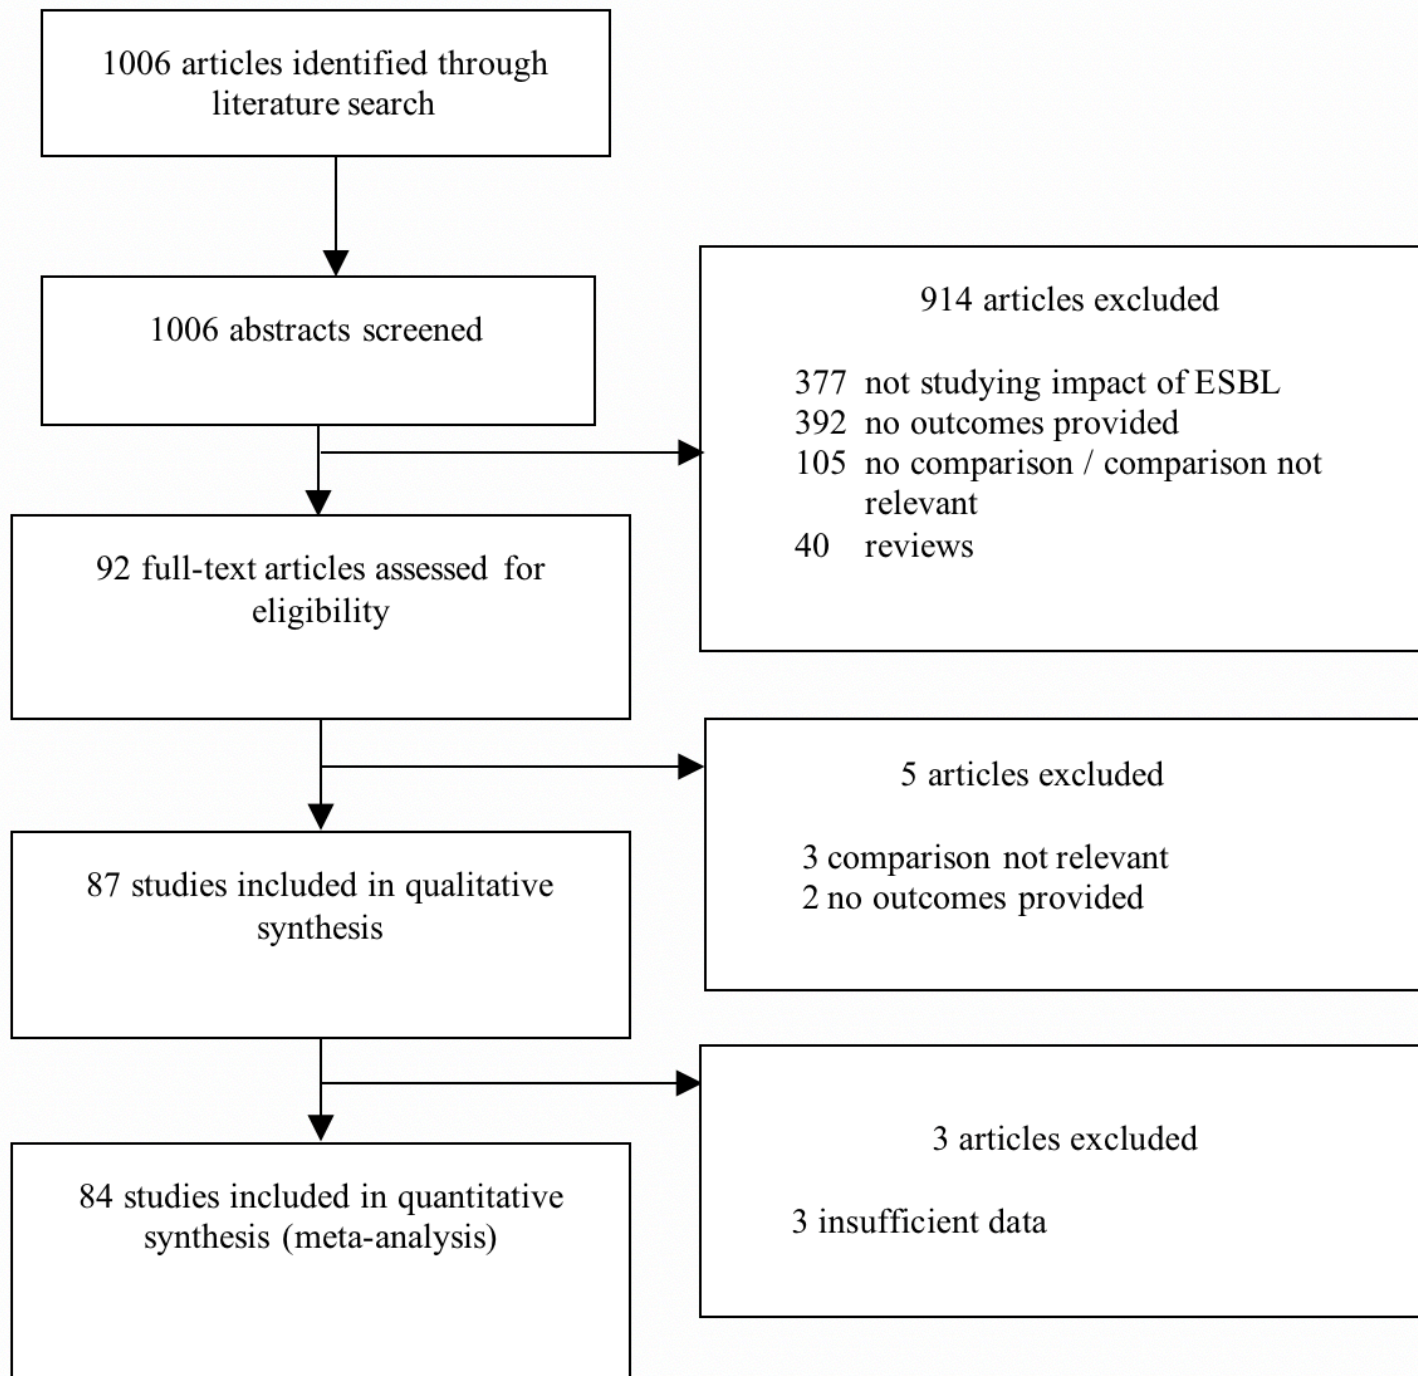 1006 articles identified through
literature search
1006 abstracts screened
914 articles excluded
377 not studying impact of ESBL
392 no outcomes provided
105 no comparison / comparison not
relevant
40 reviews
92 full-text articles assessed for
eligibility
5 articles excluded
3 comparison not relevant
2 no outcomes provided
87 studies included in qualitative
synthesis
3 articles excluded
3 insufficient data
84 studies included in quantitative
synthesis (meta-analysis)